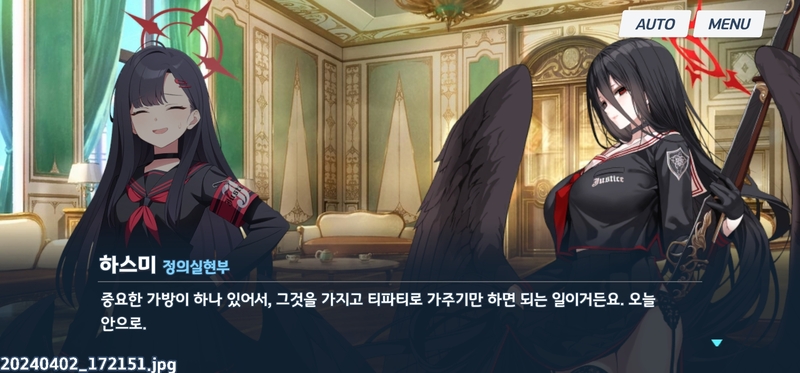 AUTO MENU
Justice
하스미 정의실현부
중요한 가방이 하나 있어서, 그것을 가지고 티파티로 가주기만 하면 되는 일이거든요. 오늘
안으로.
20240402_172151.jpg